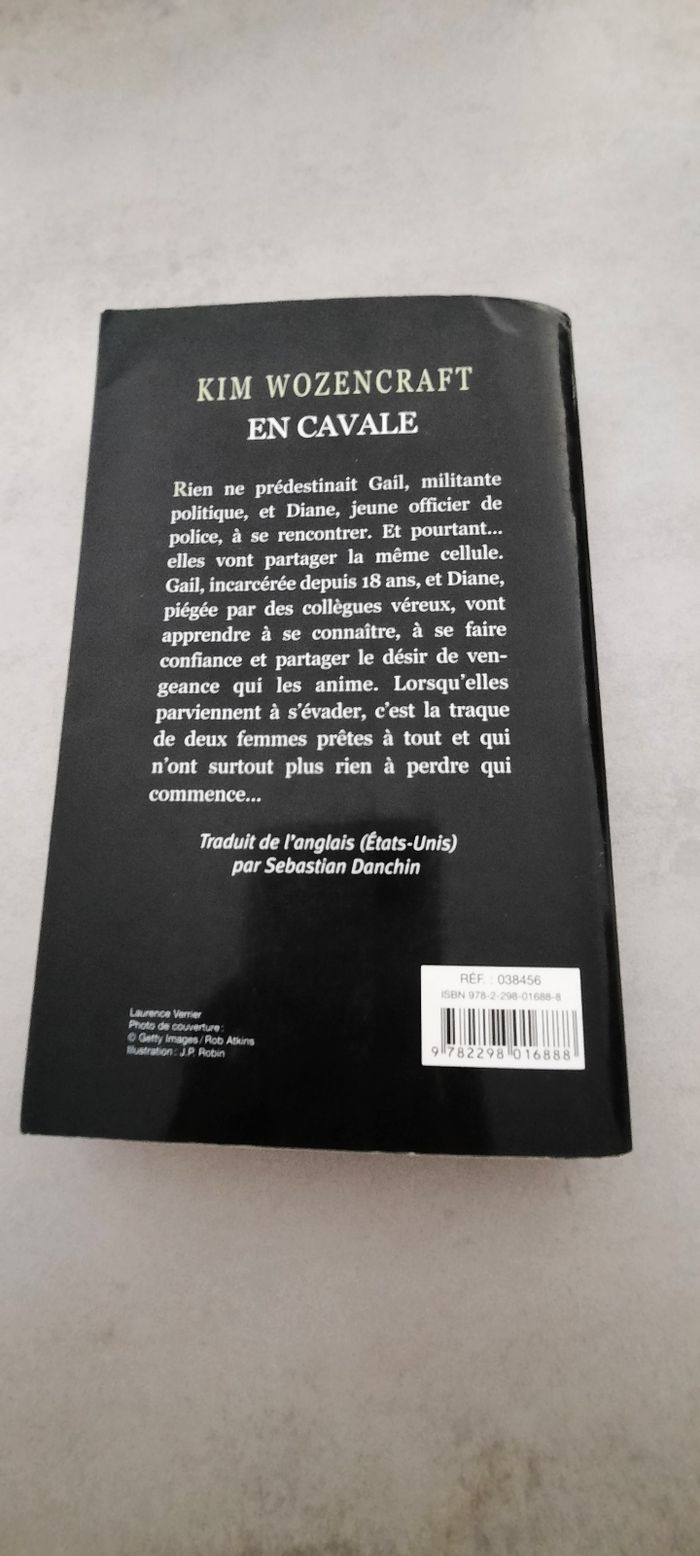 KIM WOZENCRAFT
EN CAVALE
Rien ne prédestinait Gail, militante
politique, et Diane, jeune officier de
police, à se rencontrer. Et pourtant...
elles vont partager la même cellule.
Gail, incarcérée depuis 18 ans, et Diane,
piégée par des collègues véreux, vont
apprendre à se connaître, à se faire
confiance et partager le désir de ven-
geance qui les anime. Lorsqu'elles
parviennent à s'évader, c'est la traque
de deux femmes prêtes à tout et qui
n'ont surtout plus rien à perdre qui
commence...
Traduit de l'anglais (États-Unis)
par Sebastian Danchin
Laurence Verrier
Photo de couverture :
© Getty Images / Rob Atkins
Illustration : J.P. Robin
RÉF. : 038456
ISBN 978-2-298-01688-8
9 782298 016888